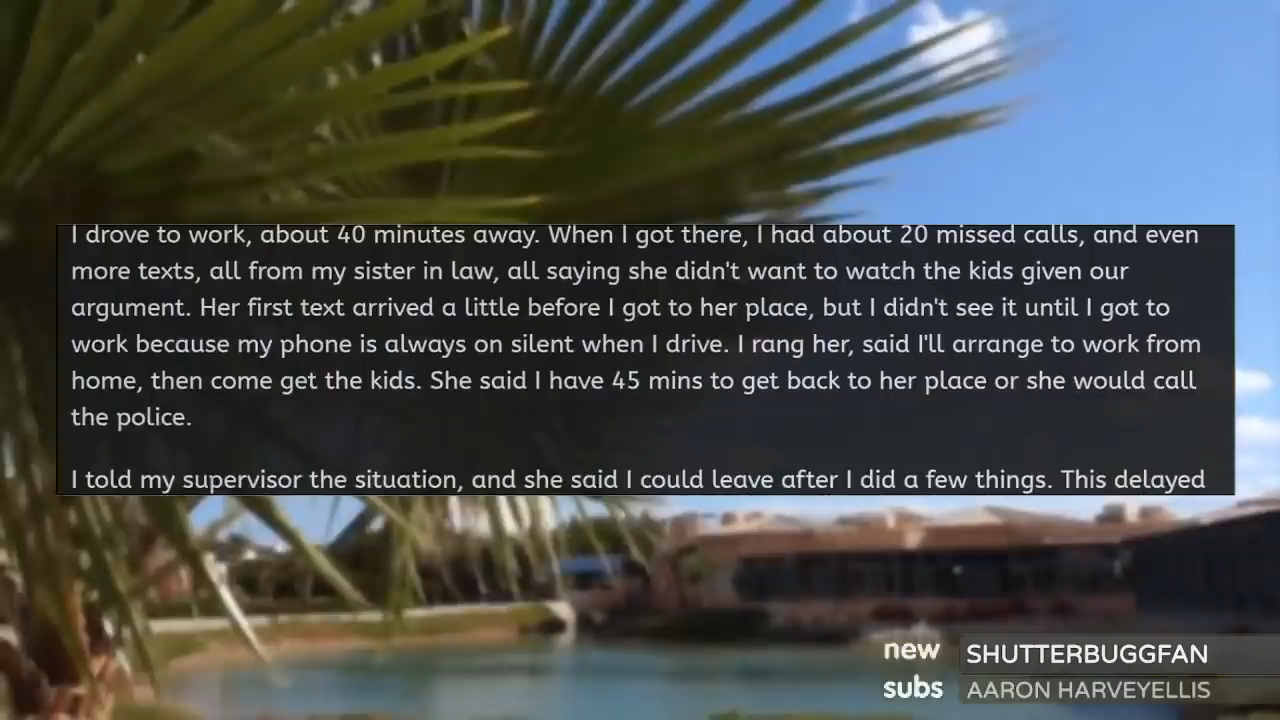 I drove to work, about 40 minutes away. When I got there, I had about 20 missed calls, and even
more texts, all from my sister in law, all saying she didn't want to watch the kids given our
argument. Her first text arrived a little before I got to her place, but I didn't see it until I got to
work because my phone is always on silent when I drive. I rang her, said I'll arrange to work from
home, then come get the kids. She said I have 45 mins to get back to her place or she would call
the police.
I told my supervisor the situation, and she said I could leave after I did a few things. This delayed
new
SHUTTERBUGGFAN
subs
AARON HARVEYELLIS